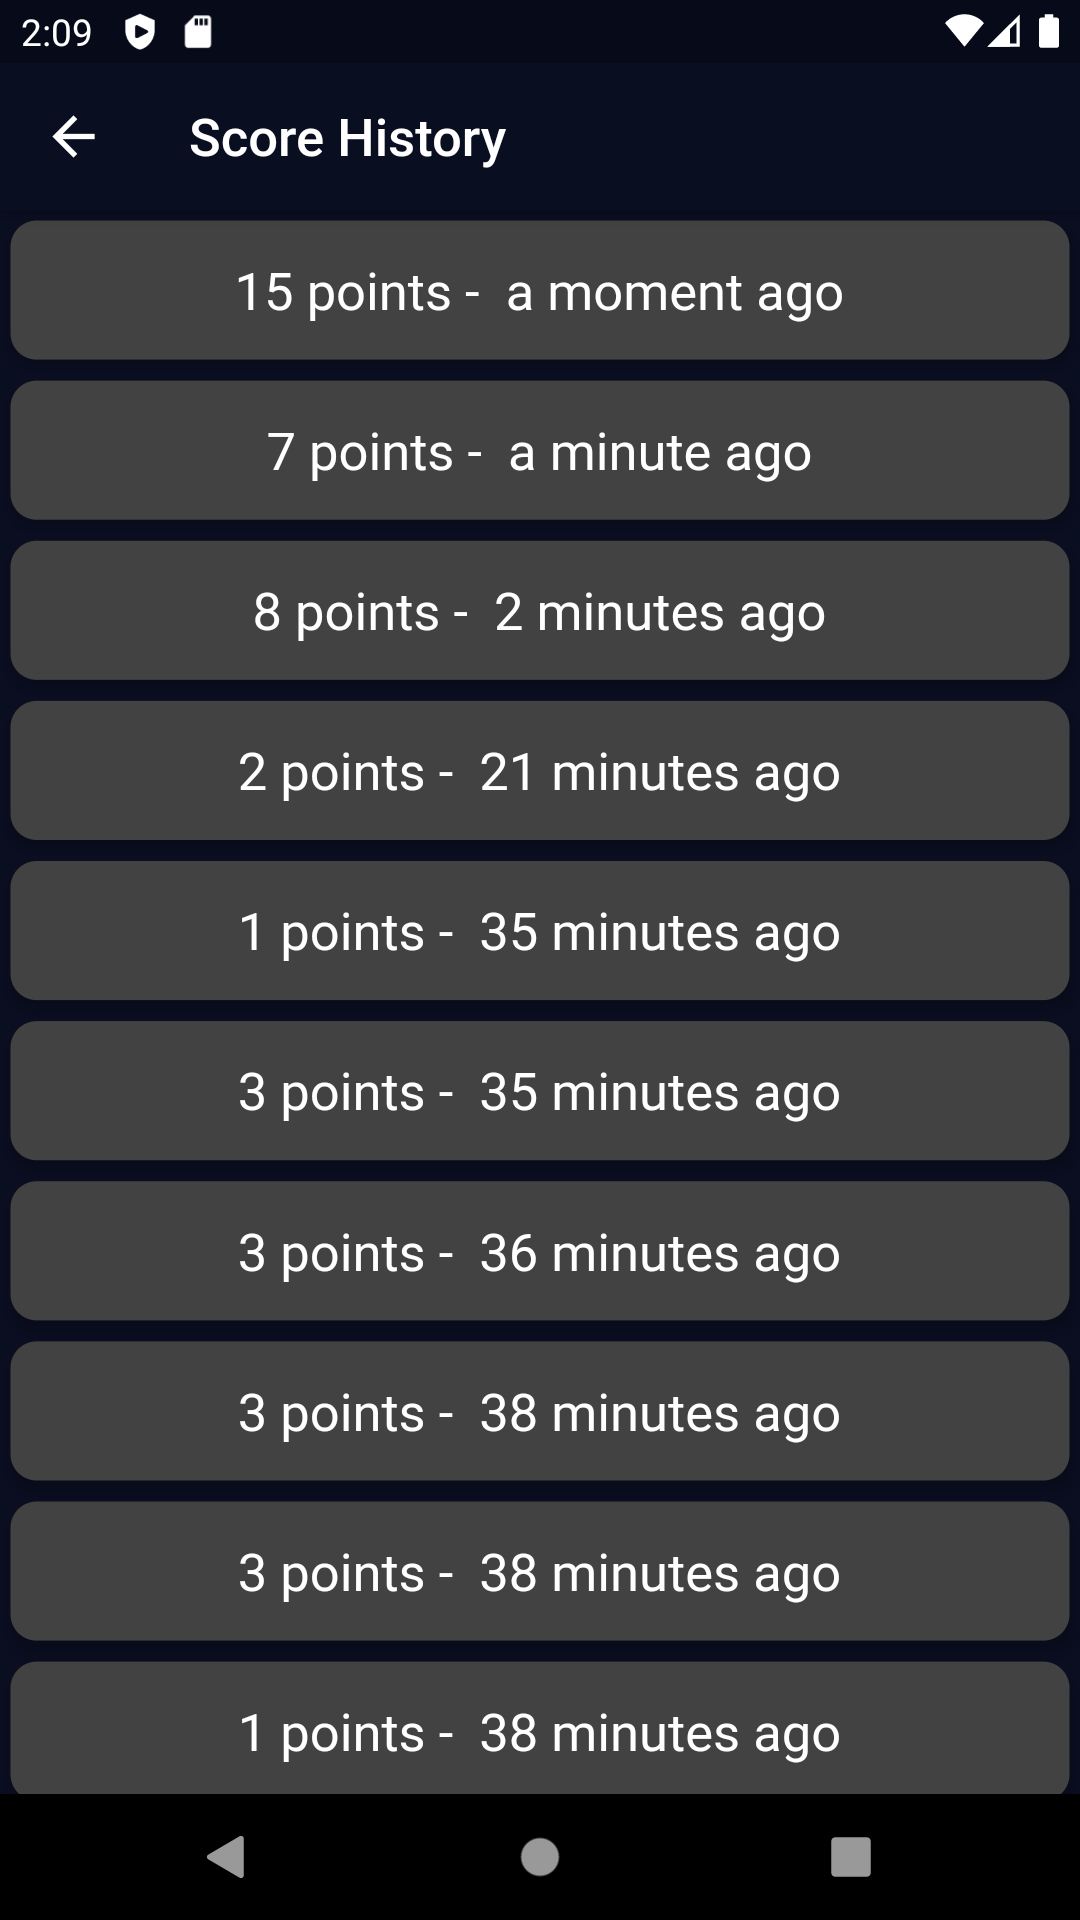 2:09
Score History
15 points -  a moment ago
7 points -  a minute ago
8 points -  2 minutes ago
2 points -  21 minutes ago
1 points -  35 minutes ago
3 points -  35 minutes ago
3 points -  36 minutes ago
3 points -  38 minutes ago
3 points -  38 minutes ago
1 points -  38 minutes ago